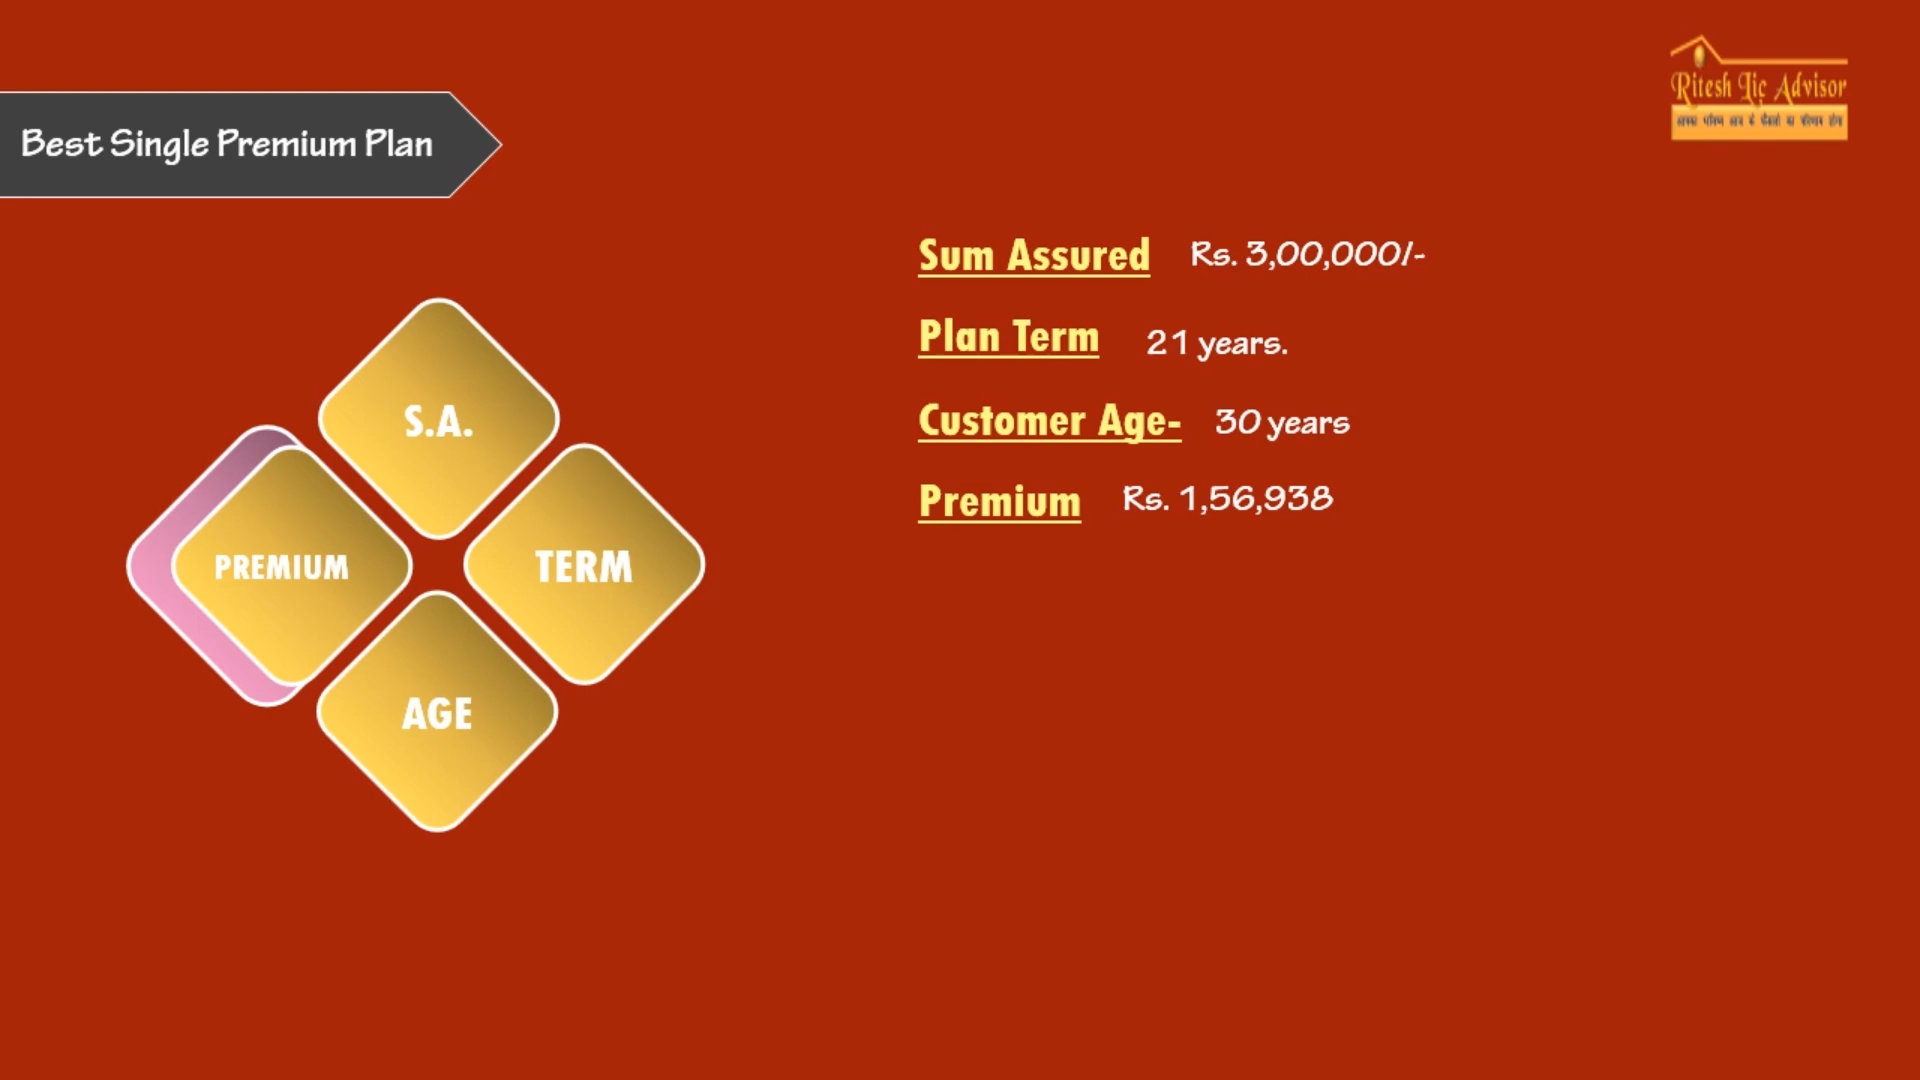 Ritesh Lic Advisor
Best Single Premium Plan
Sum Assured Rs. 3,00,000/-
Plan Term 21 years.
Customer Age- 30 years
Premium Rs. 1,56,938
S.A.
PREMIUM
TERM
AGE